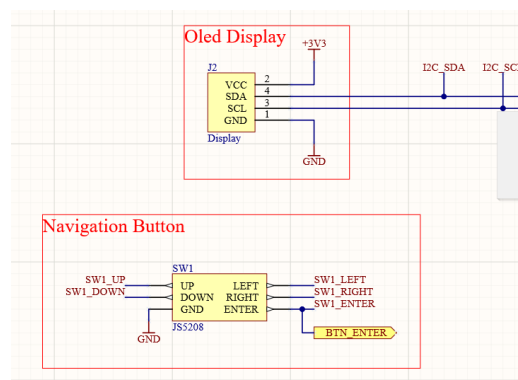 Oled Display
+3V3
J2
I2C_SDA
I2C_SC
VCC 2
SDA 4
SCL 3
GND 1
Display
GND
Navigation Button
SW1
SW1_UP UP LEFT SW1_LEFT
SW1_DOWN DOWN RIGHT SW1_RIGHT
GND ENTER SW1_ENTER
JS5208
GND
BTN_ENTER